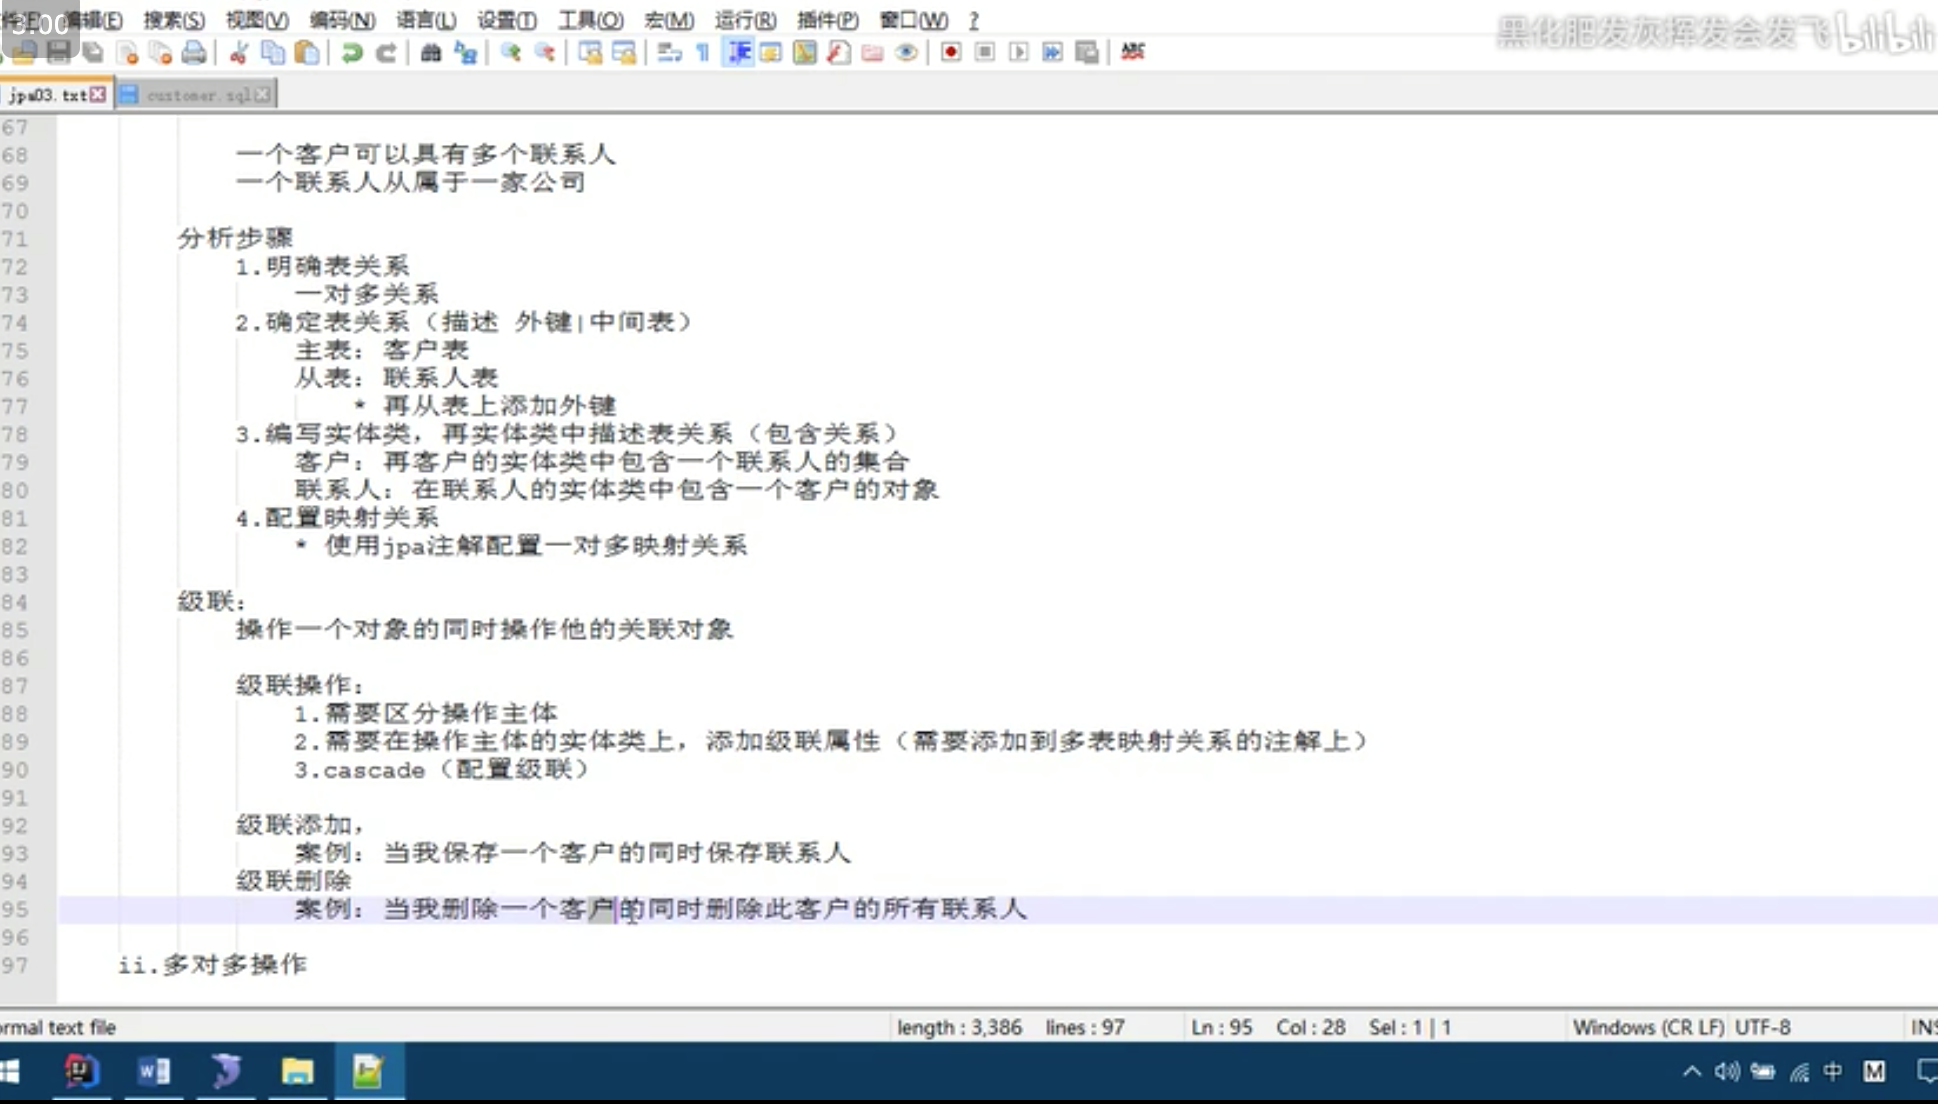 3:00
编辑(E) 搜索(S) 视图(V) 编码(N) 语言(L) 设置(T) 工具(O) 宏(M) 运行(R) 插件(P) 窗口(W) ?
黑化肥发灰挥发会发飞 bilibili
jpa03.txt customer.sql
67
68 一个客户可以具有多个联系人
69 一个联系人从属于一家公司
70
71 分析步骤
72 1.明确表关系
73 一对多关系
74 2.确定表关系（描述 外键|中间表）
75 主表：客户表
76 从表：联系人表
77 * 再从表上添加外键
78 3.编写实体类，再实体类中描述表关系（包含关系）
79 客户：再客户的实体类中包含一个联系人的集合
80 联系人：在联系人的实体类中包含一个客户的对象
81 4.配置映射关系
82 * 使用jpa注解配置一对多映射关系
83
84 级联：
85 操作一个对象的同时操作他的关联对象
86
87 级联操作：
88 1.需要区分操作主体
89 2.需要在操作主体的实体类上，添加级联属性（需要添加到多表映射关系的注解上）
90 3.cascade（配置级联）
91
92 级联添加，
93 案例：当我保存一个客户的同时保存联系人
94 级联删除
95 案例：当我删除一个客户的同时删除此客户的所有联系人
96
97 ii.多对多操作
ormal text file length : 3,386 lines : 97 Ln : 95 Col : 28 Sel : 1 | 1 Windows (CR LF) UTF-8 INS
中 M